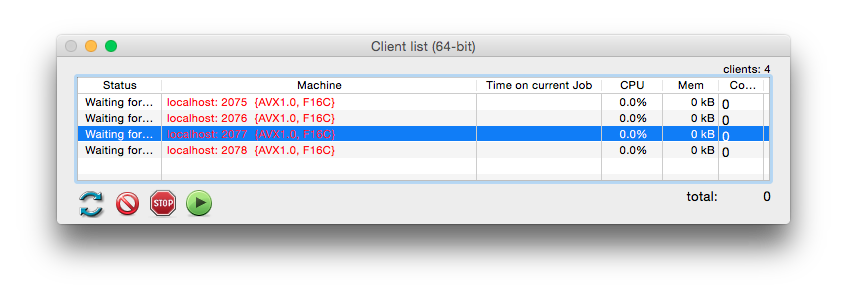 Client list (64-bit)
clients: 4
Status Machine Time on current Job CPU Mem Co...
Waiting for... localhost: 2075 {AVX1.0, F16C} 0.0% 0 kB 0
Waiting for... localhost: 2076 {AVX1.0, F16C} 0.0% 0 kB 0
Waiting for... localhost: 2077 {AVX1.0, F16C} 0.0% 0 kB 0
Waiting for... localhost: 2078 {AVX1.0, F16C} 0.0% 0 kB 0
STOP total: 0